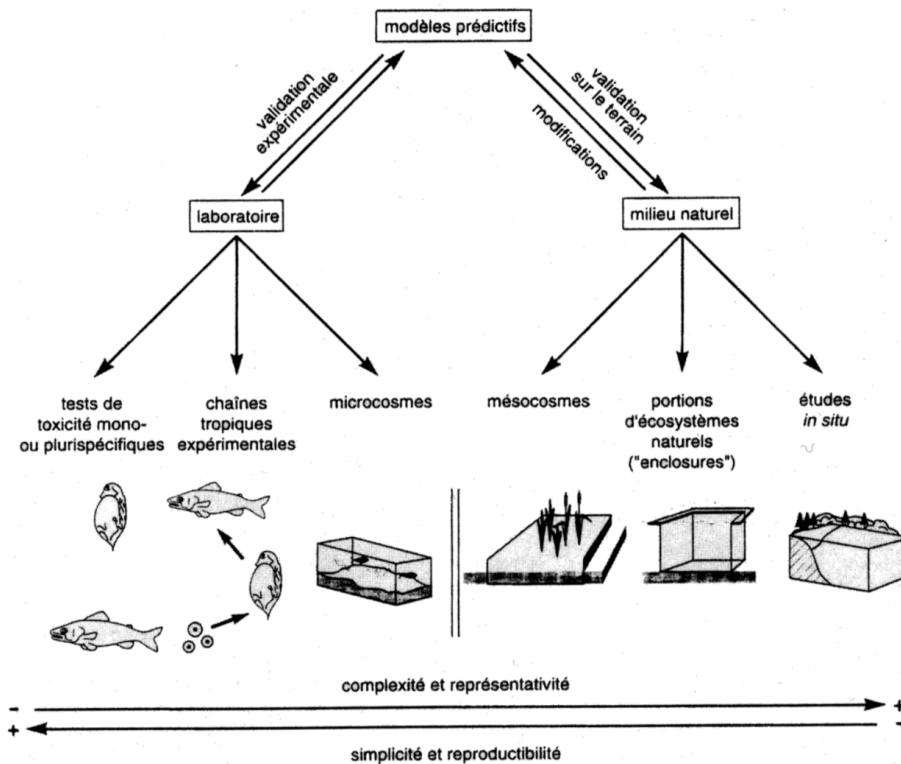 modèles prédictifs
validation
expérimentale
validation
sur le terrain
modifications
laboratoire
milieu naturel
tests de
toxicité mono-
ou plurispécifiques
chaînes
tropiques
expérimentales
microcosmes
mésocosmes
portions
d'écosystèmes
naturels
("enclosures")
études
in situ
complexité et représentativité
- +
+ -
simplicité et reproductibilité